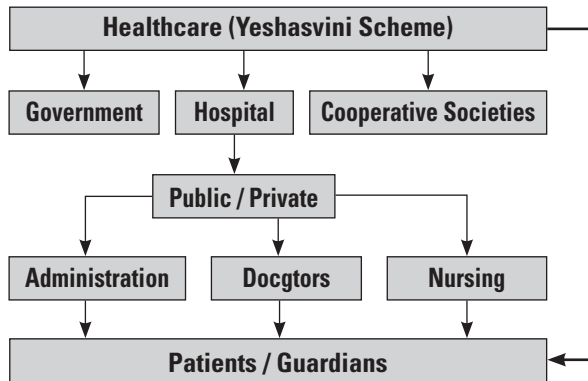 Healthcare (Yeshasvini Scheme)
Government
Hospital
Cooperative Societies
Public / Private
Administration
Docgtors
Nursing
Patients / Guardians